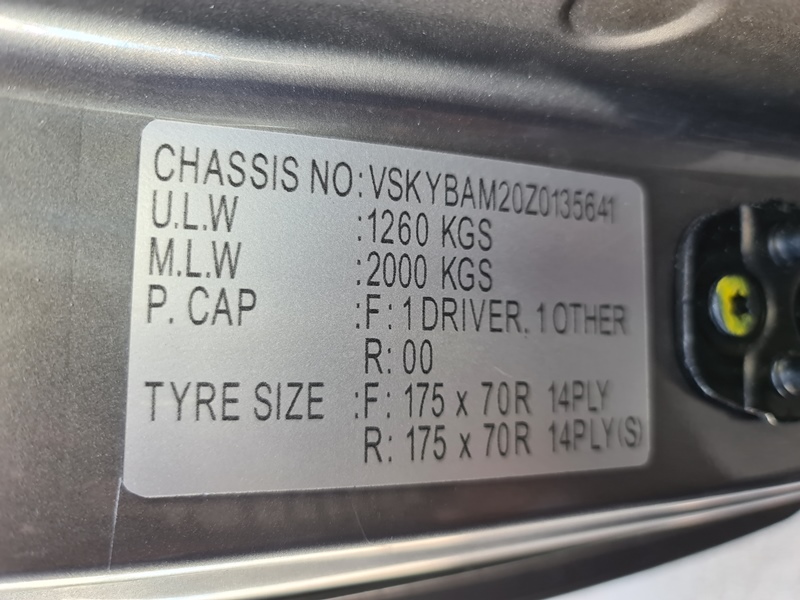 CHASSIS NO: VSKYBAM20Z0135641
U.L.W :1260 KGS
M.L.W :2000 KGS
P. CAP :F: 1 DRIVER. 1 OTHER
R: 00
TYRE SIZE :F: 175 x 70R 14PLY
R: 175 x 70R 14PLY(S)